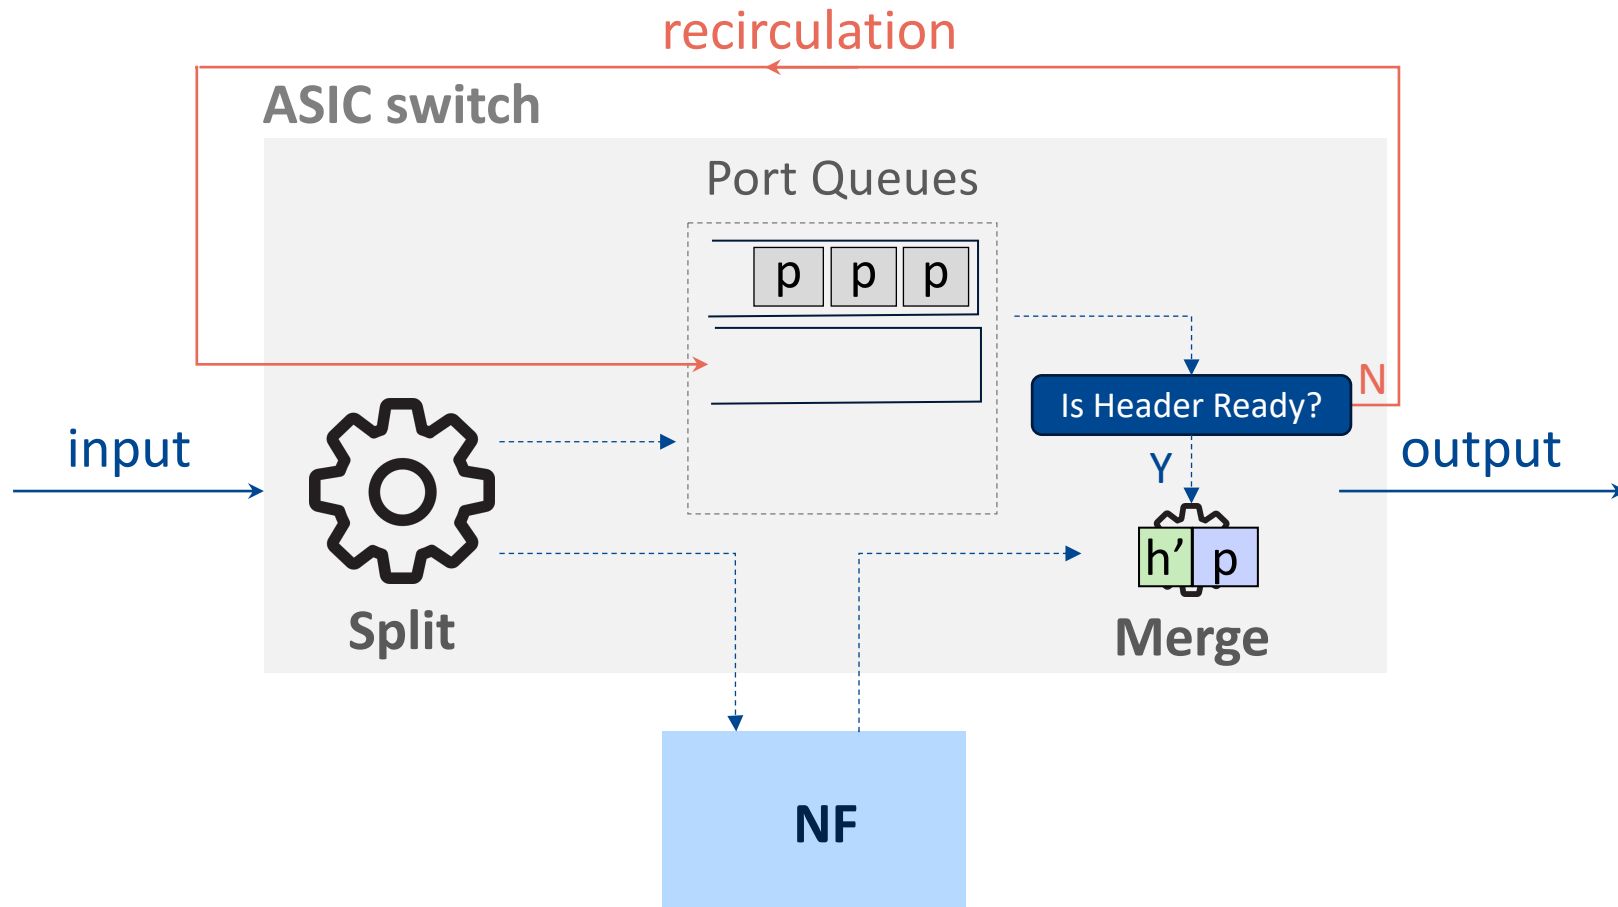 recirculation
ASIC switch
Port Queues
p p p
N
Is Header Ready?
input
output
Y
h’ p
Split
Merge
NF